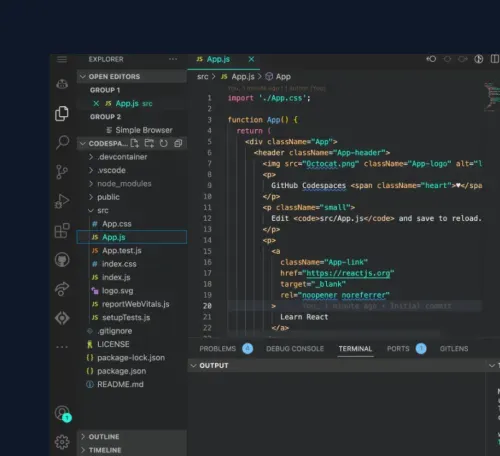 EXPLORER
JS App.js
OPEN EDITORS
GROUP 1
JS App.js src
GROUP 2
Simple Browser
CODESPA...
.devcontainer
.vscode
node_modules
public
src
App.css
JS App.js
JS App.test.js
index.css
JS index.js
logo.svg
JS reportWebVitals.js
JS setupTests.js
.gitignore
LICENSE
package-lock.json
package.json
README.md
OUTLINE
TIMELINE
1
src > JS App.js > App
1 import './App.css';
2
3 function App() {
4 return (
5 <div className="App">
6 <header className="App-header">
7 <img src="Octocat.png" className="App-logo" alt="l
8 <p>
9 GitHub Codespaces <span className="heart">♥</spa
10 </p>
11 <p className="small">
12 Edit <code>src/App.js</code> and save to reload.
13 </p>
14 <p>
15 <a
16 className="App-link"
17 href="https://reactjs.org"
18 target="_blank"
19 rel="noopener noreferrer"
20 > You, 1 minute ago • Initial commit
21 Learn React
22 </a>
PROBLEMS 4 DEBUG CONSOLE TERMINAL PORTS 1 GITLENS
OUTPUT